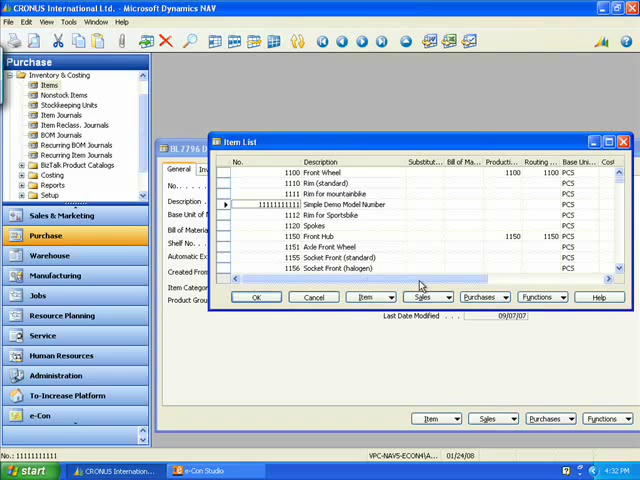 CRONUS International Ltd. - Microsoft Dynamics NAV
File Edit View Tools Window Help
Purchase
Inventory & Costing
Items
Nonstock Items
Stockkeeping Units
Item Journals
Item Reclass. Journals
BOM Journals
Recurring BOM Journals
Recurring Item Journals
BizTalk Product Catalogs
Costing
Reports
Setup
Sales & Marketing
Purchase
Warehouse
Manufacturing
Jobs
Resource Planning
Service
Human Resources
Administration
To-Increase Platform
e-Con
BL7796 D
General
No. .
Description
Base Unit of
Bill of Materia
Shelf No.
Automatic Ex
Created From
Item Categor
Product Grou
Last Date Modified . . . 09/07/07
Item Sales Purchases Functions
Item List
No. Description Substitut... Bill of Ma... Producti... Routing ... Base Uni... Cost
1100 Front Wheel 1100 1100 PCS
1110 Rim (standard) PCS
1111 Rim for mountainbike PCS
11111111111 Simple Demo Model Number PCS
1112 Rim for Sportsbike PCS
1120 Spokes PCS
1150 Front Hub 1150 1150 PCS
1151 Axle Front Wheel PCS
1155 Socket Front (standard) PCS
1156 Socket Front (halogen) PCS
OK Cancel Item Sales Purchases Functions Help
No.: 11111111111 VPC-NAV5-ECON4\A... 01/24/08
start CRONUS Internation... e-Con Studio 4:32 PM